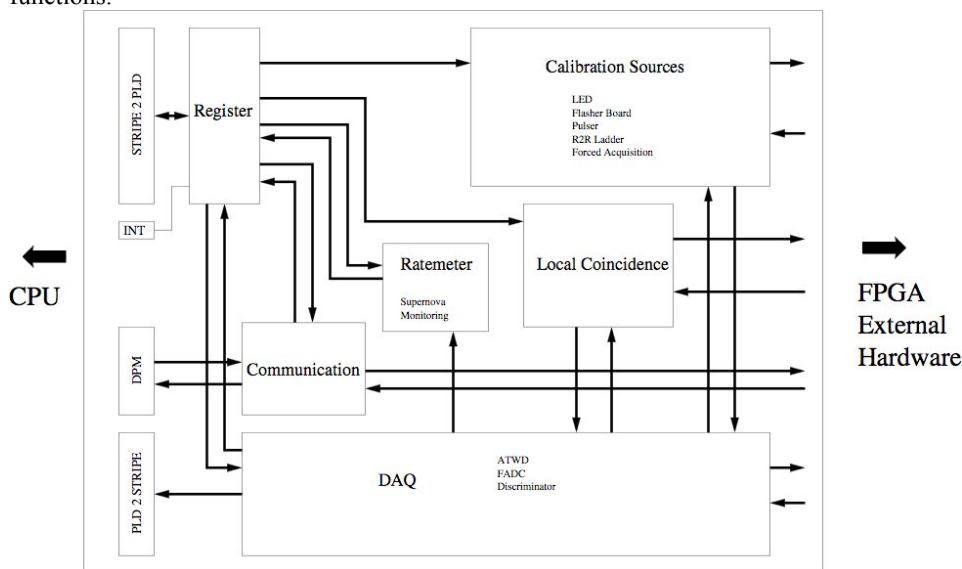 functions.
STRIPE 2 PLD
Register
Calibration Sources
LED
Flasher Board
Pulser
R2R Ladder
Forced Acquisition
INT
CPU
Ratemeter
Supernova
Monitoring
Local Coincidence
FPGA
External
Hardware
DPM
Communication
PLD 2 STRIPE
DAQ
ATWD
FADC
Discriminator